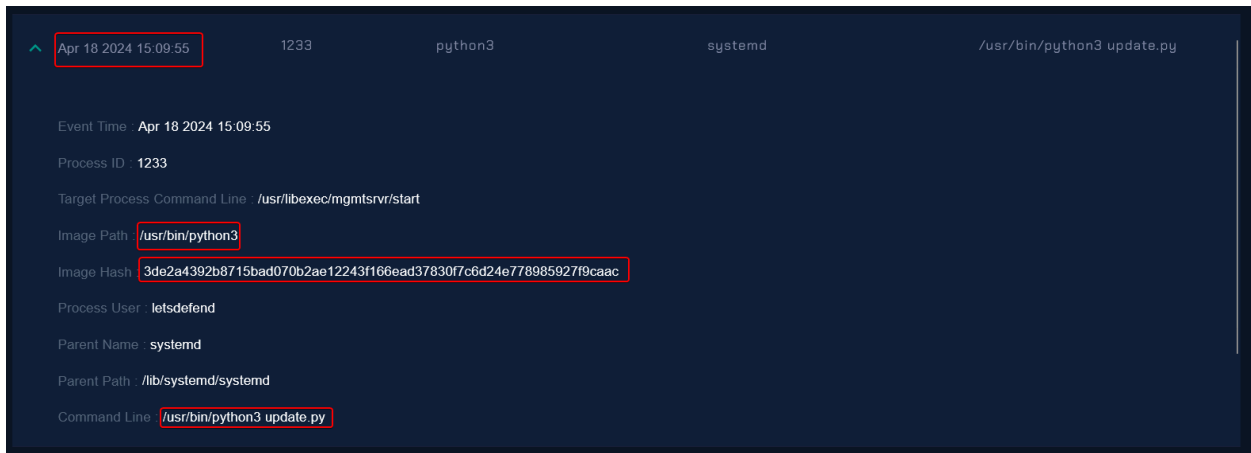 Apr 18 2024 15:09:55 1233 python3 systemd /usr/bin/python3 update.py
Event Time : Apr 18 2024 15:09:55
Process ID : 1233
Target Process Command Line : /usr/libexec/mgmtsrvr/start
Image Path : /usr/bin/python3
Image Hash : 3de2a4392b8715bad070b2ae12243f166ead37830f7c6d24e778985927f9caac
Process User : letsdefend
Parent Name : systemd
Parent Path : /lib/systemd/systemd
Command Line : /usr/bin/python3 update.py